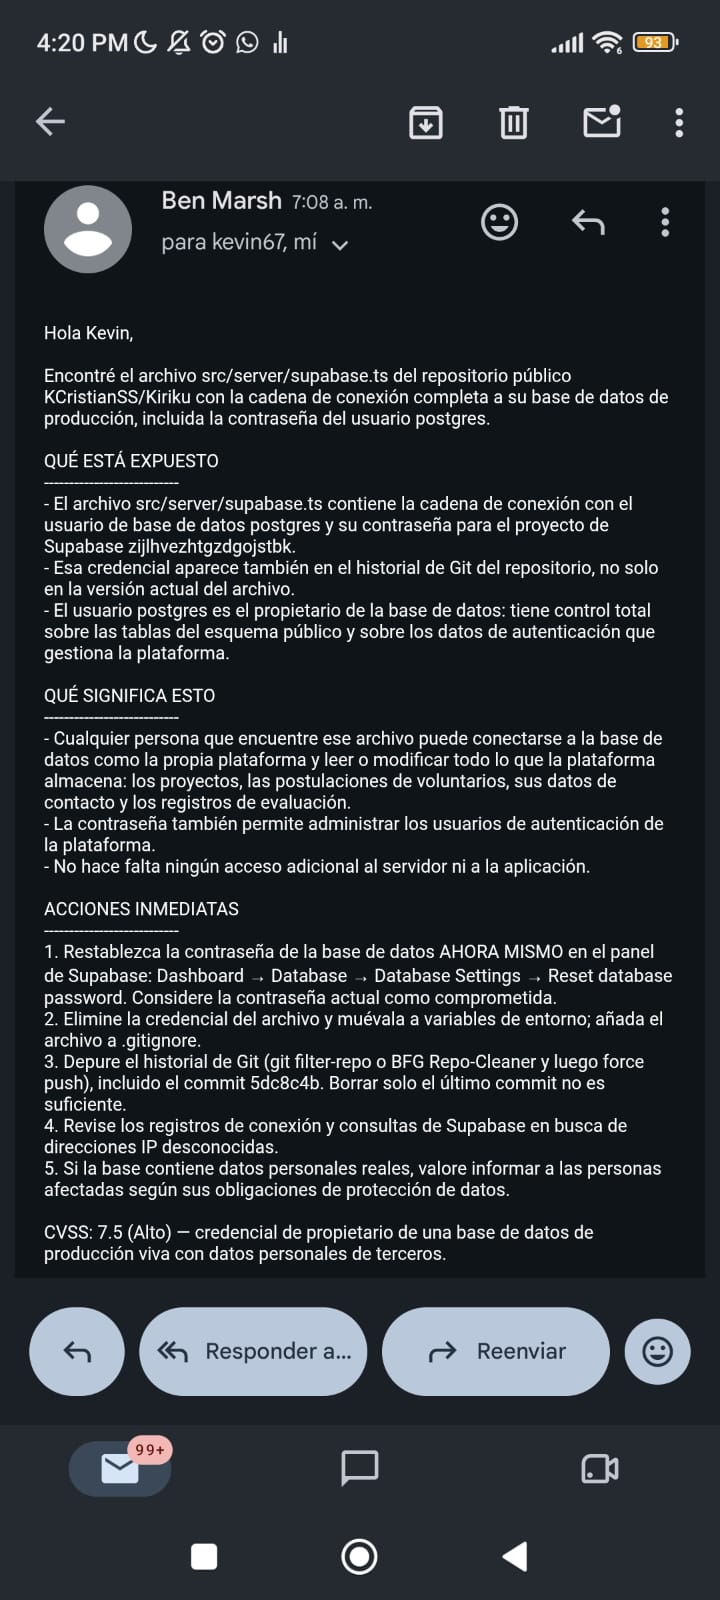 4:20 PM
6
93
Ben Marsh 7:08 a. m.
para kevin67, mí
Hola Kevin,
Encontré el archivo src/server/supabase.ts del repositorio público
KCristianSS/Kiriku con la cadena de conexión completa a su base de datos de
producción, incluida la contraseña del usuario postgres.
QUÉ ESTÁ EXPUESTO
---------------------------
- El archivo src/server/supabase.ts contiene la cadena de conexión con el
usuario de base de datos postgres y su contraseña para el proyecto de
Supabase zijlhvezhtgzdgojstbk.
- Esa credencial aparece también en el historial de Git del repositorio, no solo
en la versión actual del archivo.
- El usuario postgres es el propietario de la base de datos: tiene control total
sobre las tablas del esquema público y sobre los datos de autenticación que
gestiona la plataforma.
QUÉ SIGNIFICA ESTO
---------------------------
- Cualquier persona que encuentre ese archivo puede conectarse a la base de
datos como la propia plataforma y leer o modificar todo lo que la plataforma
almacena: los proyectos, las postulaciones de voluntarios, sus datos de
contacto y los registros de evaluación.
- La contraseña también permite administrar los usuarios de autenticación de
la plataforma.
- No hace falta ningún acceso adicional al servidor ni a la aplicación.
ACCIONES INMEDIATAS
---------------------------
1. Restablezca la contraseña de la base de datos AHORA MISMO en el panel
de Supabase: Dashboard → Database → Database Settings → Reset database
password. Considere la contraseña actual como comprometida.
2. Elimine la credencial del archivo y muévala a variables de entorno; añada el
archivo a .gitignore.
3. Depure el historial de Git (git filter-repo o BFG Repo-Cleaner y luego force
push), incluido el commit 5dc8c4b. Borrar solo el último commit no es
suficiente.
4. Revise los registros de conexión y consultas de Supabase en busca de
direcciones IP desconocidas.
5. Si la base contiene datos personales reales, valore informar a las personas
afectadas según sus obligaciones de protección de datos.
CVSS: 7.5 (Alto) — credencial de propietario de una base de datos de
producción viva con datos personales de terceros.
Responder a...
Reenviar
99+